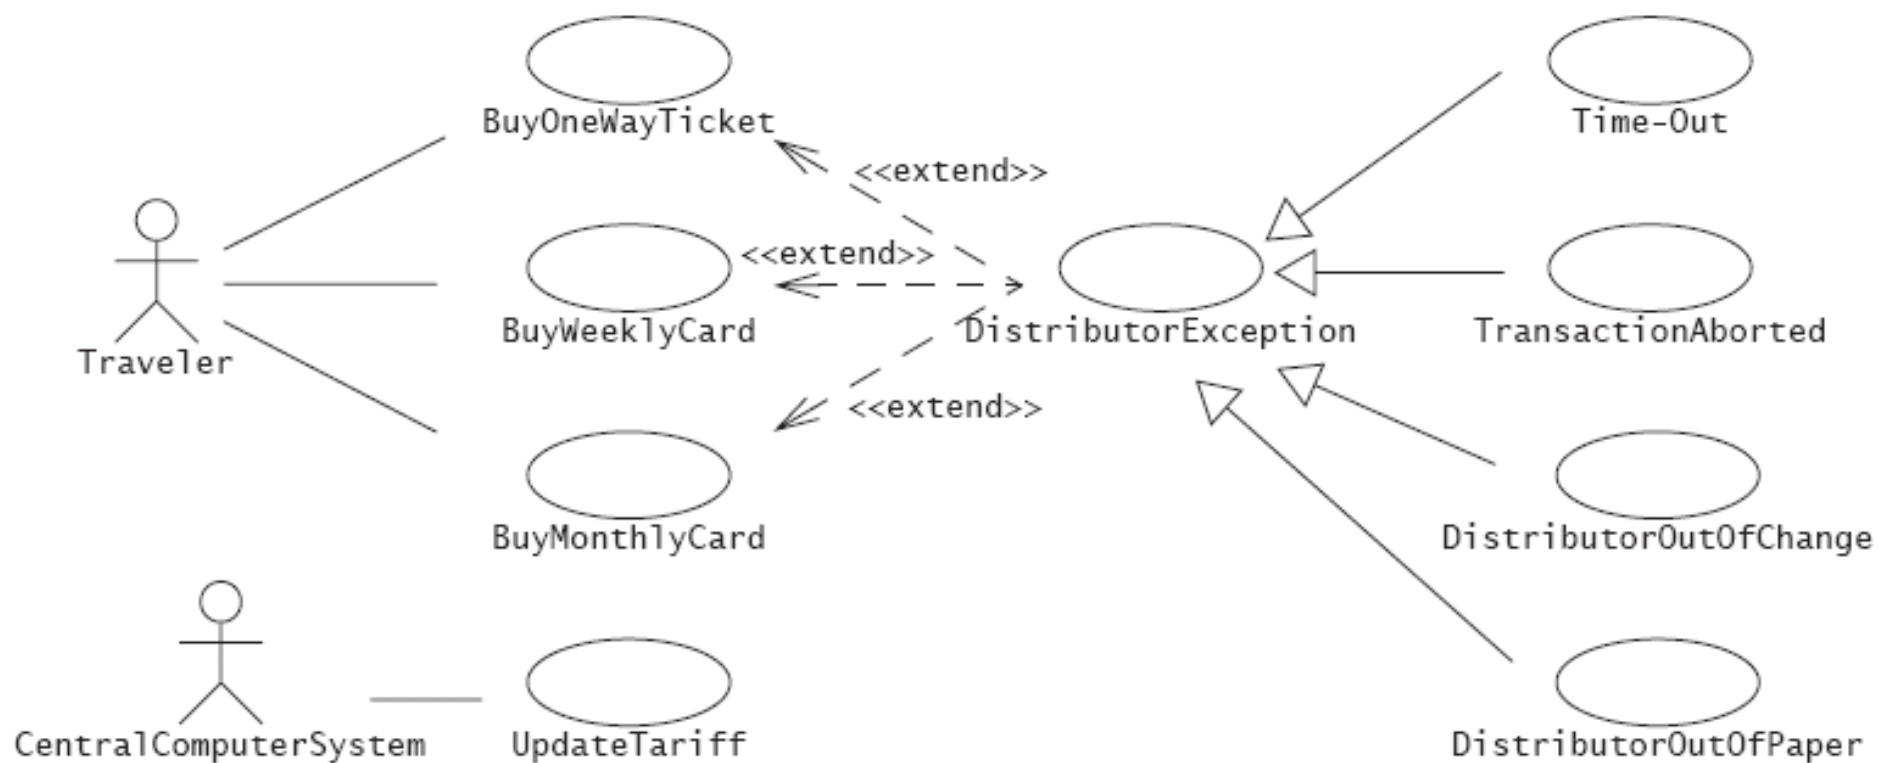 BuyOneWayTicket
Time-Out
<<extend>>
<<extend>>
BuyWeeklyCard
DistributorException
TransactionAborted
Traveler
<<extend>>
BuyMonthlyCard
DistributorOutOfChange
CentralComputerSystem
UpdateTariff
DistributorOutOfPaper